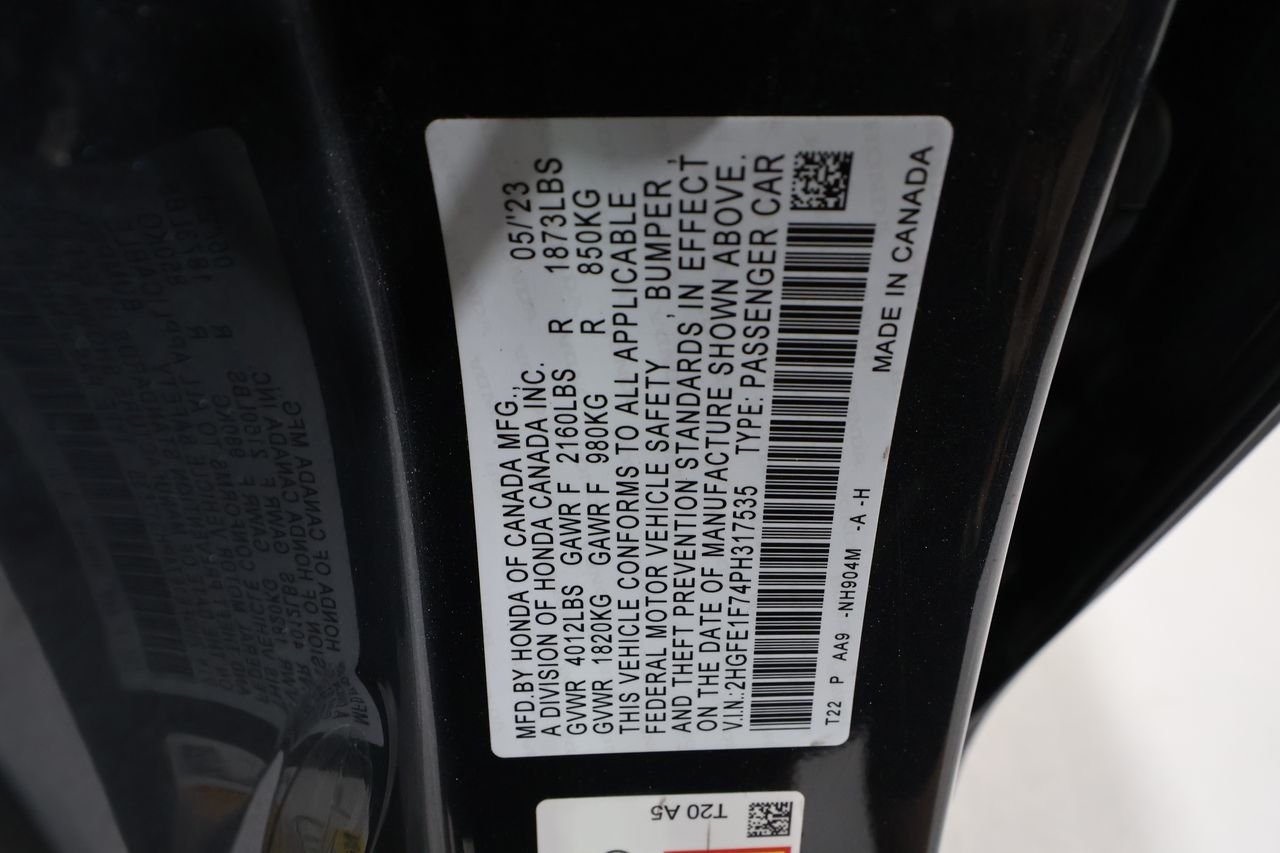 MFD.BY HONDA OF CANADA MFG., 05/'23
A DIVISION OF HONDA CANADA INC.
GVWR 4012LBS GAWR F 2160LBS R 1873LBS
GVWR 1820KG GAWR F 980KG R 850KG
THIS VEHICLE CONFORMS TO ALL APPLICABLE
FEDERAL MOTOR VEHICLE SAFETY , BUMPER ,
AND THEFT PREVENTION STANDARDS IN EFFECT
ON THE DATE OF MANUFACTURE SHOWN ABOVE.
V.I.N.:2HGFE1F74PH317535 TYPE: PASSENGER CAR
T22 P AA9 -NH904M -A -H
MADE IN CANADA
T20 A5